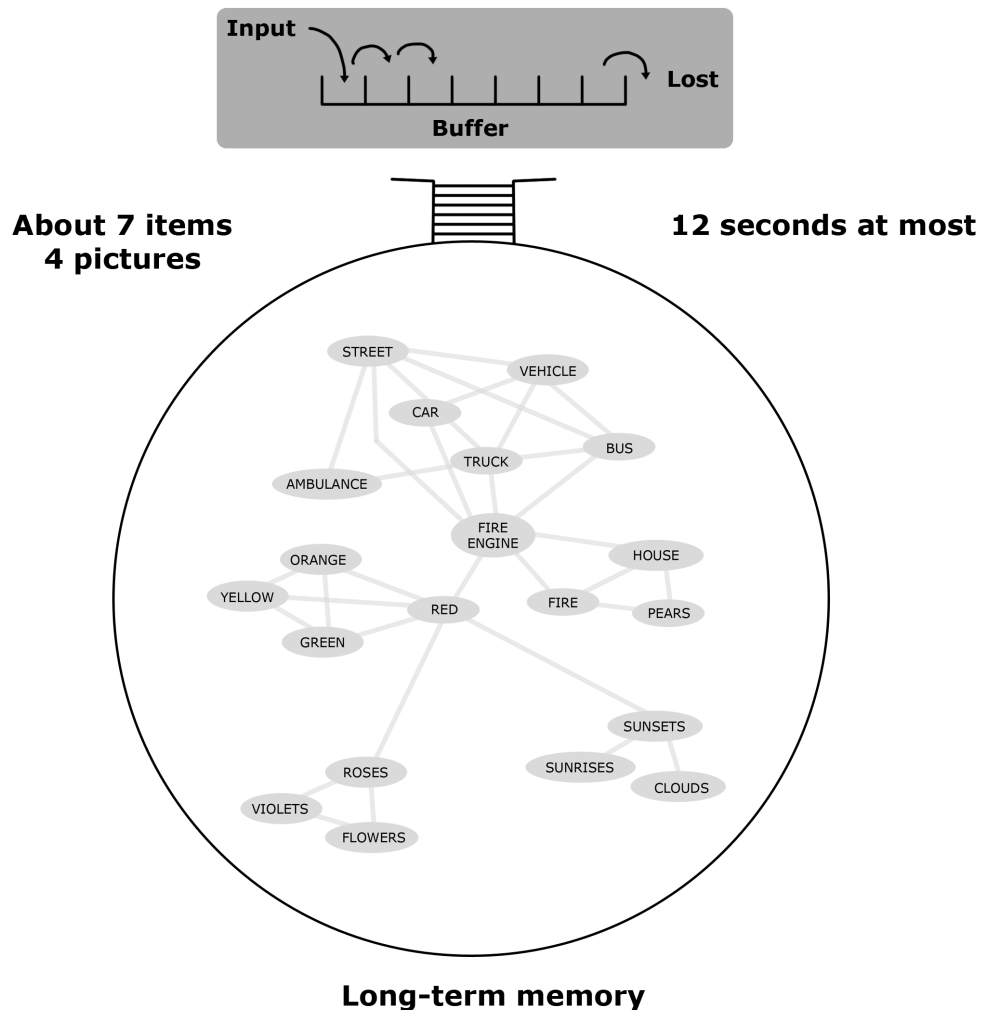 Input
Lost
Buffer
About 7 items
4 pictures
12 seconds at most
STREET
VEHICLE
CAR
BUS
TRUCK
AMBULANCE
FIRE
ENGINE
ORANGE
HOUSE
YELLOW
RED
FIRE
PEARS
GREEN
SUNSETS
SUNRISES
ROSES
CLOUDS
VIOLETS
FLOWERS
Long-term memory